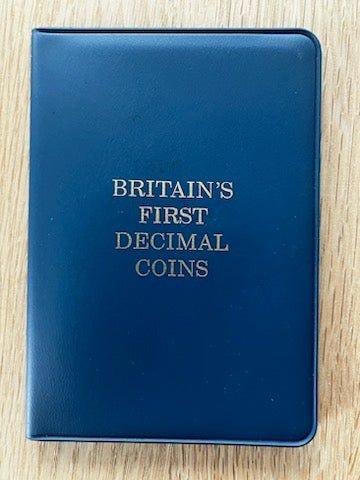 BRITAIN'S
FIRST
DECIMAL
COINS